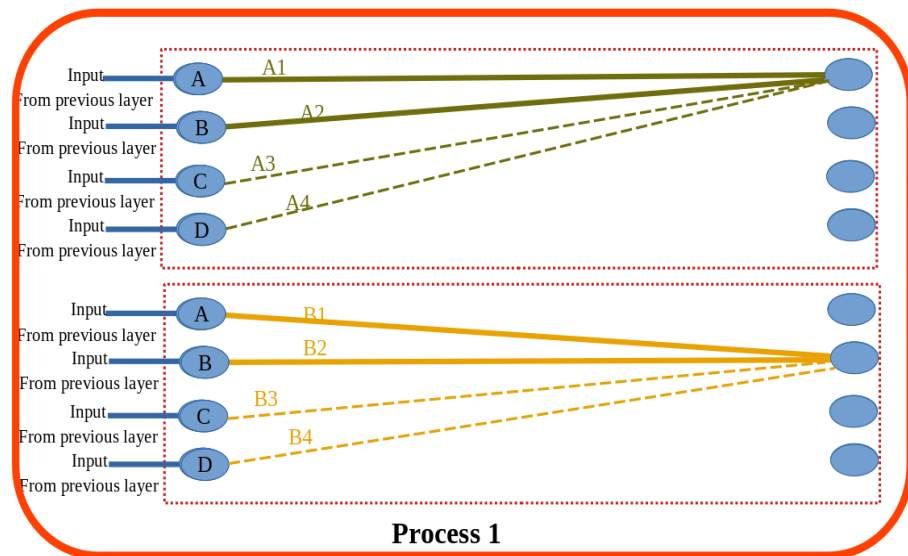 Input
From previous layer
Input
From previous layer
Input
From previous layer
Input
From previous layer
A
B
C
D
A1
A2
A3
A4
Input
From previous layer
Input
From previous layer
Input
From previous layer
Input
From previous layer
A
B
C
D
B1
B2
B3
B4
Process 1